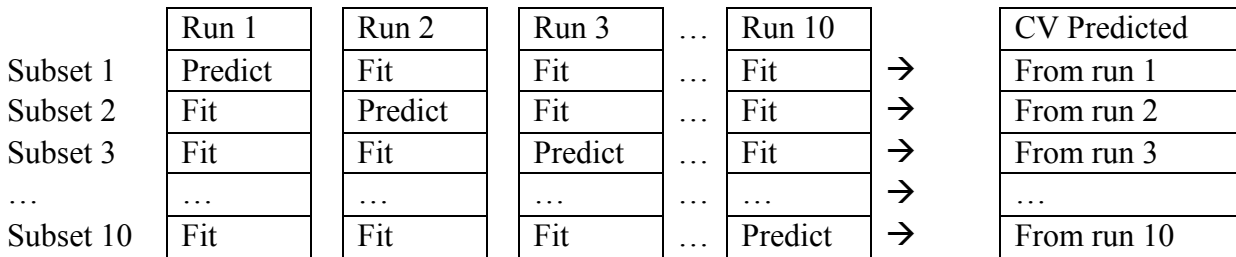 Run 1 Run 2 Run 3 … Run 10 CV Predicted
Subset 1 Predict Fit Fit … Fit → From run 1
Subset 2 Fit Predict Fit … Fit → From run 2
Subset 3 Fit Fit Predict … Fit → From run 3
… … … … … … → …
Subset 10 Fit Fit Fit … Predict → From run 10